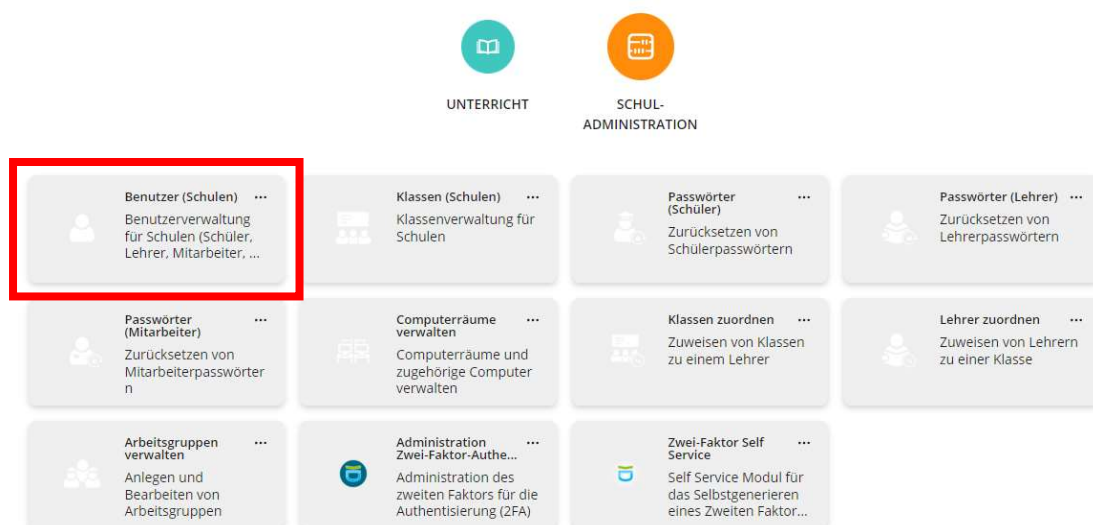 UNTERRICHT
SCHUL-
ADMINISTRATION
Benutzer (Schulen) ...
Benutzerverwaltung
für Schulen (Schüler,
Lehrer, Mitarbeiter, ...
Klassen (Schulen) ...
Klassenverwaltung für
Schulen
Passwörter ...
(Schüler)
Zurücksetzen von
Schülerpasswörtern
Passwörter (Lehrer) ...
Zurücksetzen von
Lehrerpasswörtern
Passwörter ...
(Mitarbeiter)
Zurücksetzen von
Mitarbeiterpasswörter
n
Computerräume ...
verwalten
Computerräume und
zugehörige Computer
verwalten
Klassen zuordnen ...
Zuweisen von Klassen
zu einem Lehrer
Lehrer zuordnen ...
Zuweisen von Lehrern
zu einer Klasse
Arbeitsgruppen ...
verwalten
Anlegen und
Bearbeiten von
Arbeitsgruppen
Administration ...
Zwei-Faktor-Authe...
Administration des
zweiten Faktors für die
Authentisierung (2FA)
Zwei-Faktor Self ...
Service
Self Service Modul für
das Selbstgenerieren
eines Zweiten Faktor...